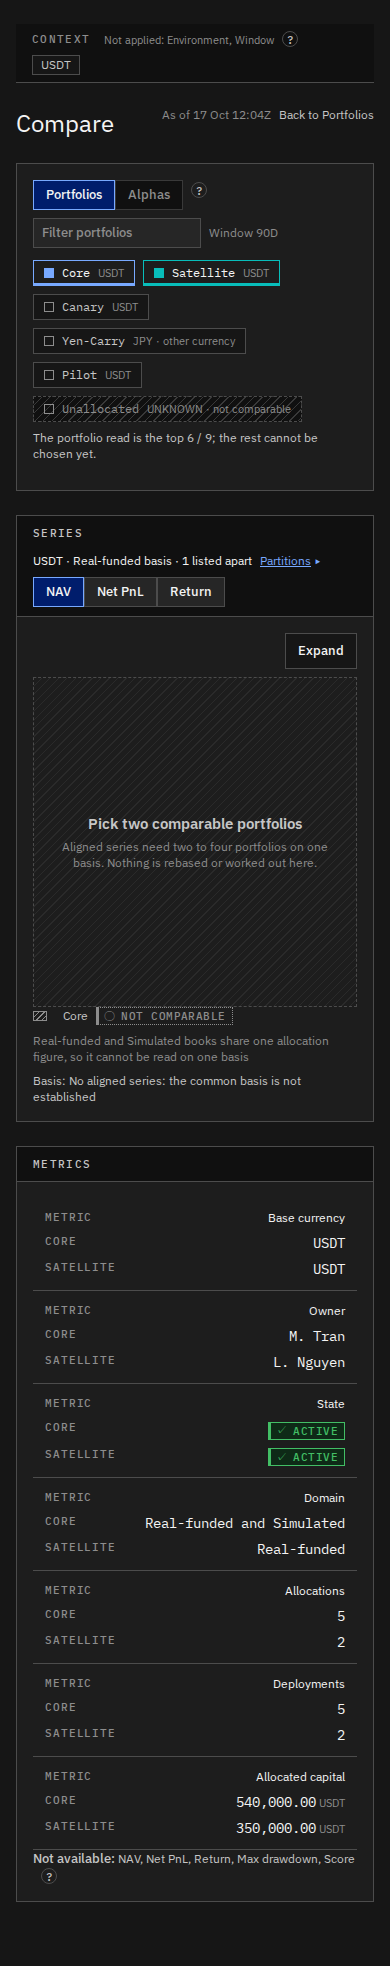 CONTEXT Not applied: Environment, Window ?
USDT
Compare
As of 17 Oct 12:04Z Back to Portfolios
Portfolios Alphas ?
Filter portfolios Window 90D
Core USDT Satellite USDT
Canary USDT
Yen-Carry JPY · other currency
Pilot USDT
Unallocated UNKNOWN · not comparable
The portfolio read is the top 6 / 9; the rest cannot be
chosen yet.
SERIES
USDT · Real-funded basis · 1 listed apart Partitions ▸
NAV Net PnL Return
Expand
Pick two comparable portfolios
Aligned series need two to four portfolios on one
basis. Nothing is rebased or worked out here.
Core NOT COMPARABLE
Real-funded and Simulated books share one allocation
figure, so it cannot be read on one basis
Basis: No aligned series: the common basis is not
established
METRICS
METRIC Base currency
CORE USDT
SATELLITE USDT
METRIC Owner
CORE M. Tran
SATELLITE L. Nguyen
METRIC State
CORE ✓ ACTIVE
SATELLITE ✓ ACTIVE
METRIC Domain
CORE Real-funded and Simulated
SATELLITE Real-funded
METRIC Allocations
CORE 5
SATELLITE 2
METRIC Deployments
CORE 5
SATELLITE 2
METRIC Allocated capital
CORE 540,000.00 USDT
SATELLITE 350,000.00 USDT
Not available: NAV, Net PnL, Return, Max drawdown, Score
?